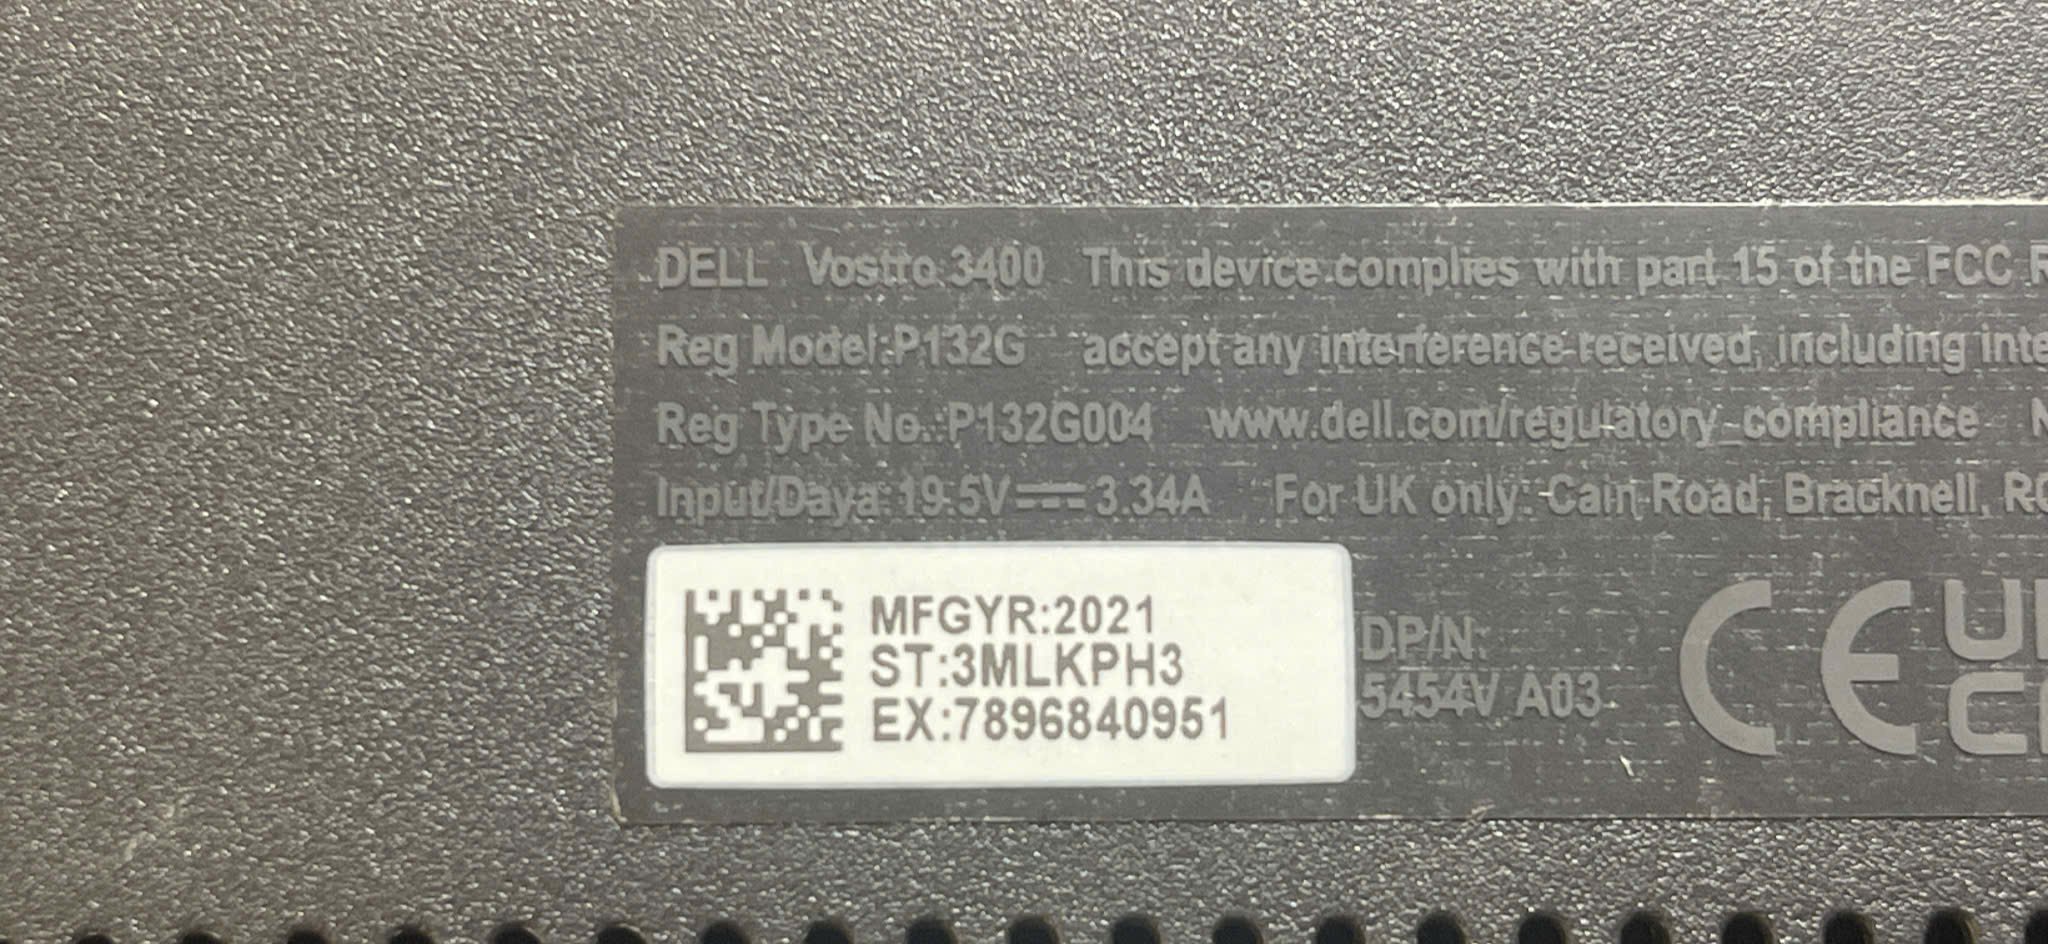 DELL Vostro 3400 This device complies with part 15 of the FCC
Reg Model:P132G accept any interference received, including
Reg Type No.:P132G004 www.dell.com/regulatory_compliance
Input/Daya: 19.5V⎓3.34A For UK only: Cain Road, Bracknell,
MFGYR:2021
ST:3MLKPH3
EX:7896840951
DP/N:
5454V A03
CE